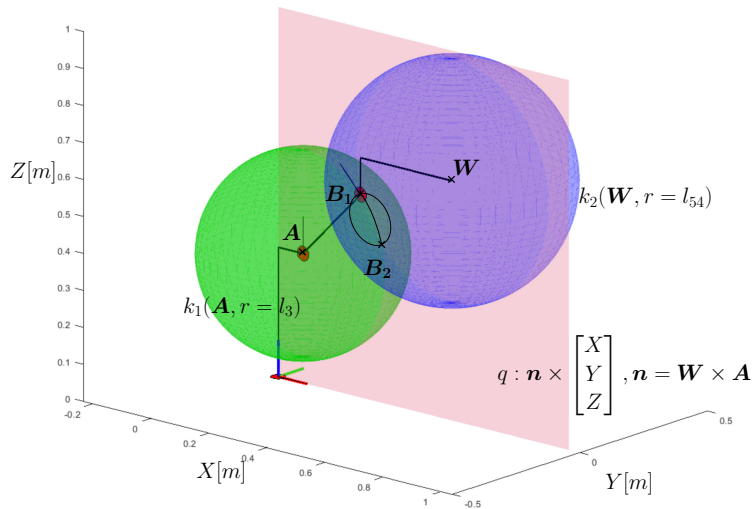 1
0.9
0.8
0.7
0.6
0.5
0.4
0.3
0.2
0.1
0
Z[m]
W
B₁
k₂(W, r = l₅₄)
A
B₂
k₁(A, r = l₃)
q : n × [X Y Z] , n = W × A
-0.2
0
0.2
0.4
0.6
0.8
1
X[m]
-0.5
0
0.5
Y[m]